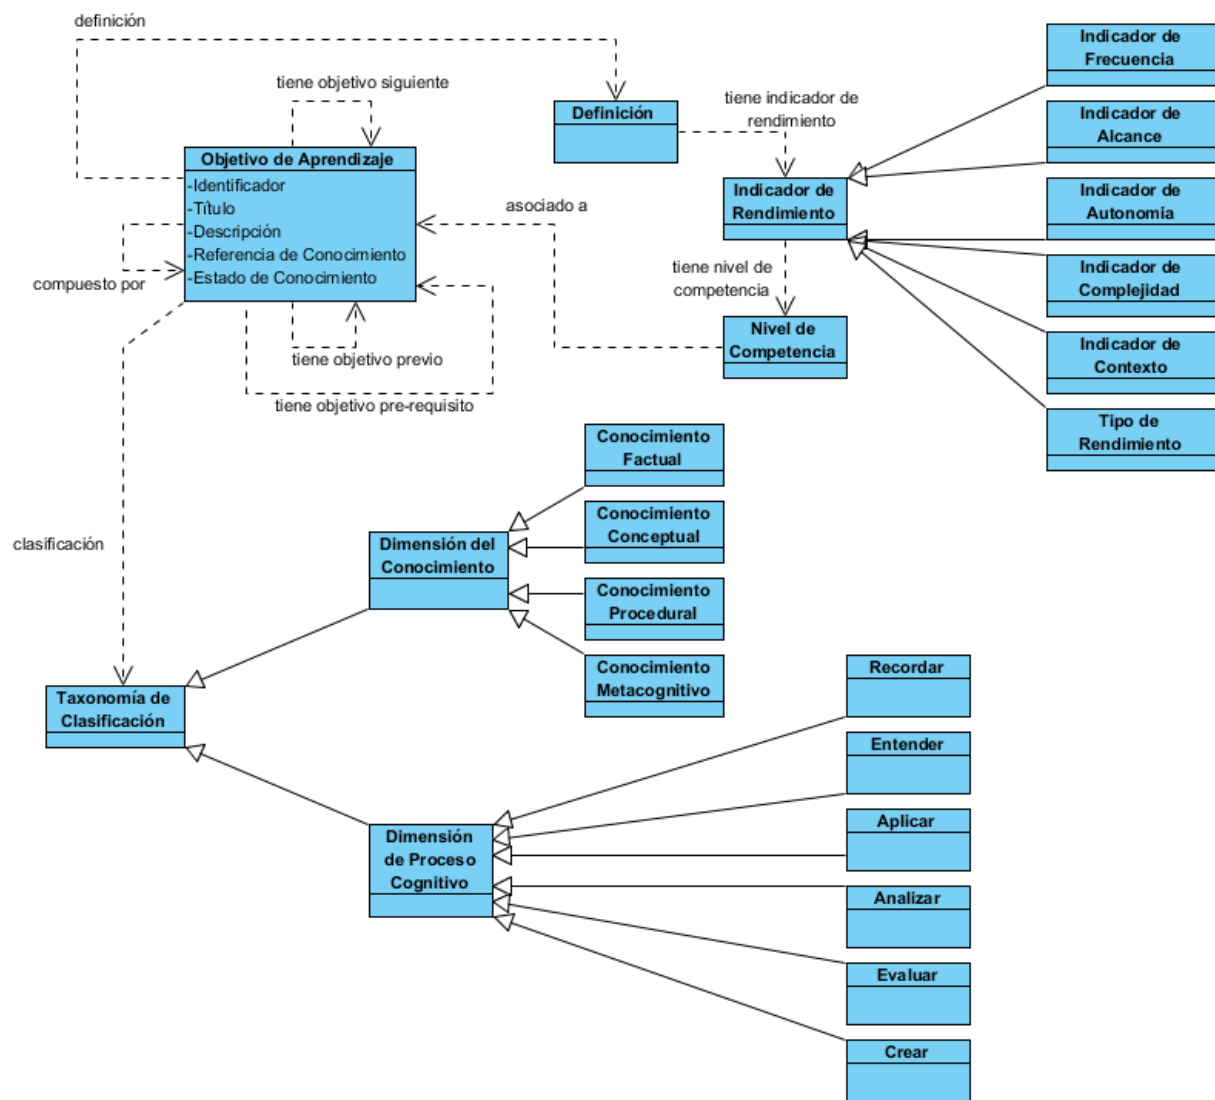 definición
tiene objetivo siguiente
Objetivo de Aprendizaje
-Identificador
-Título
-Descripción
-Referencia de Conocimiento
-Estado de Conocimiento
compuesto por
tiene objetivo previo
tiene objetivo pre-requisito
asociado a
Definición
tiene indicador de
rendimiento
Indicador de
Rendimiento
tiene nivel de
competencia
Nivel de
Competencia
Indicador de
Frecuencia
Indicador de
Alcance
Indicador de
Autonomia
Indicador de
Complejidad
Indicador de
Contexto
Tipo de
Rendimiento
clasificación
Taxonomía de
Clasificación
Dimensión del
Conocimiento
Conocimiento
Factual
Conocimiento
Conceptual
Conocimiento
Procedural
Conocimiento
Metacognitivo
Dimensión
de Proceso
Cognitivo
Recordar
Entender
Aplicar
Analizar
Evaluar
Crear